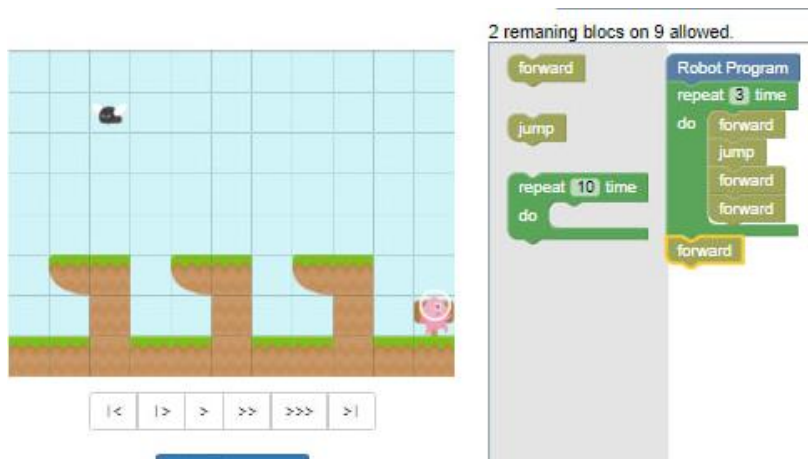 2 remaning blocs on 9 allowed.
forward
jump
repeat 10 time
do
Robot Program
repeat 3 time
do
forward
jump
forward
forward
forward
|<
|>
>
>>
>>>
>|